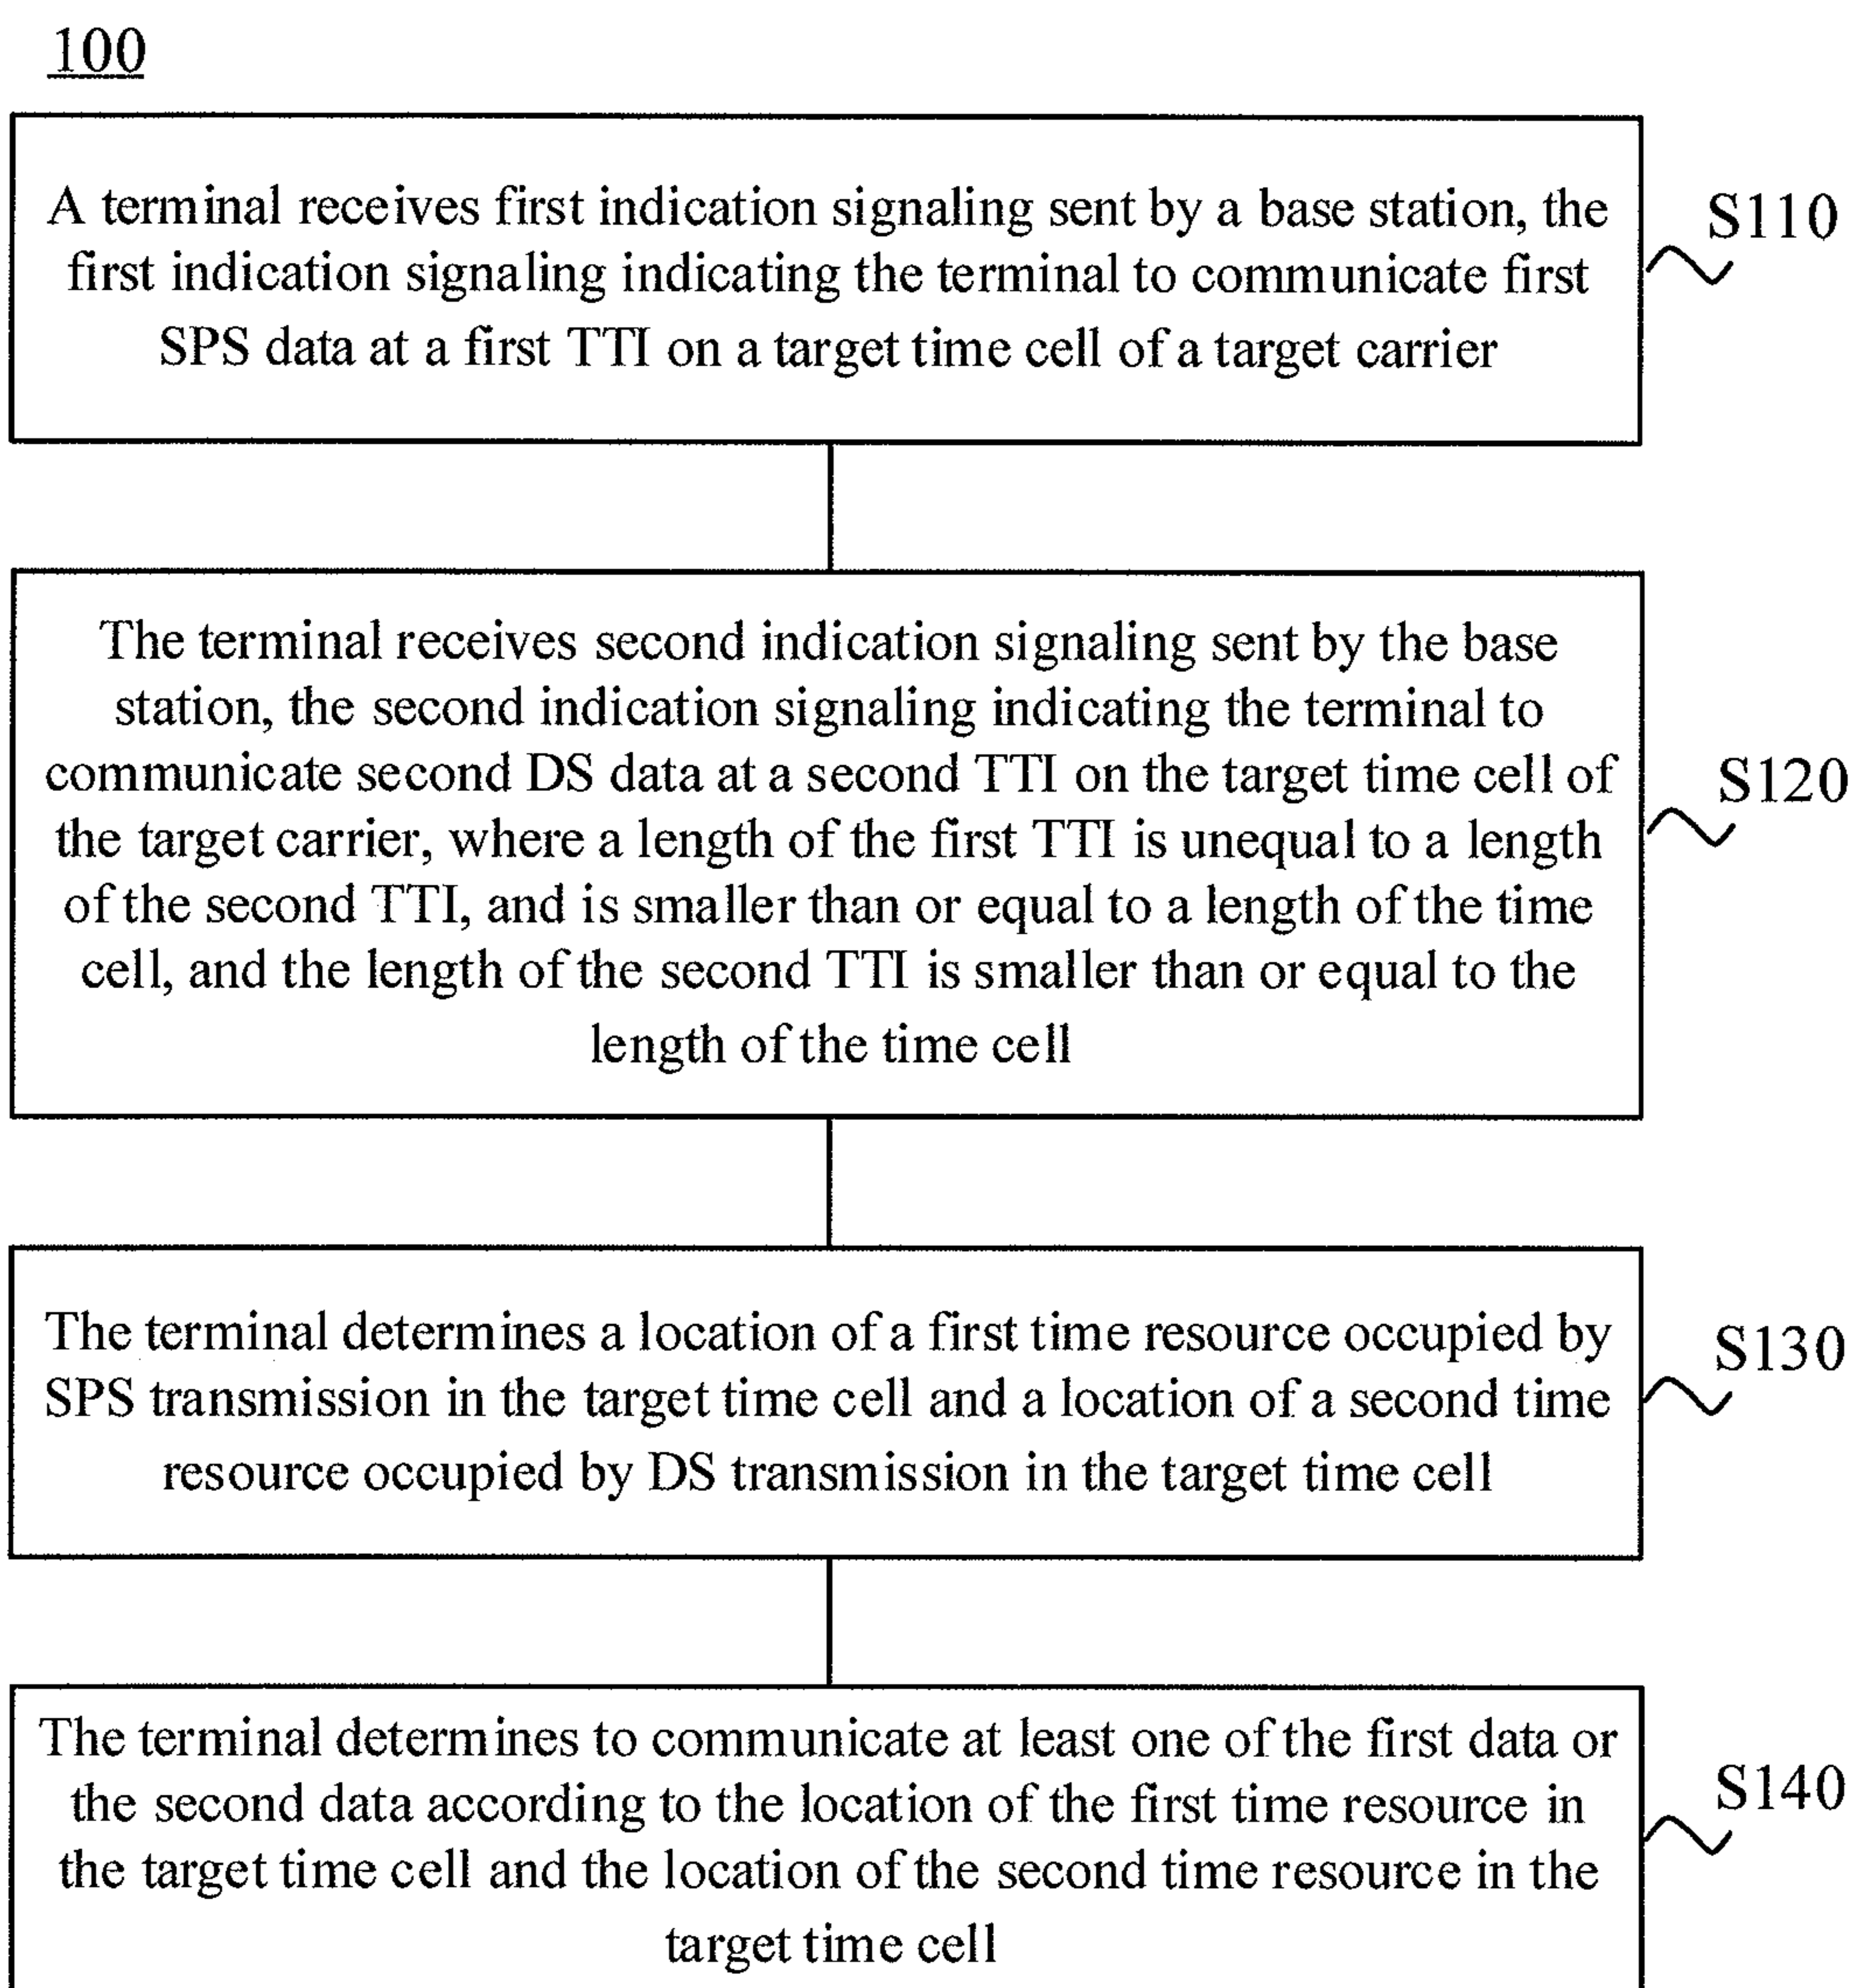 100
A terminal receives first indication signaling sent by a base station, the
first indication signaling indicating the terminal to communicate first
SPS data at a first TTI on a target time cell of a target carrier
S110
The terminal receives second indication signaling sent by the base
station, the second indication signaling indicating the terminal to
communicate second DS data at a second TTI on the target time cell of
the target carrier, where a length of the first TTI is unequal to a length
of the second TTI, and is smaller than or equal to a length of the time
cell, and the length of the second TTI is smaller than or equal to the
length of the time cell
S120
The terminal determines a location of a first time resource occupied by
SPS transmission in the target time cell and a location of a second time
resource occupied by DS transmission in the target time cell
S130
The terminal determines to communicate at least one of the first data or
the second data according to the location of the first time resource in
the target time cell and the location of the second time resource in the
target time cell
S140